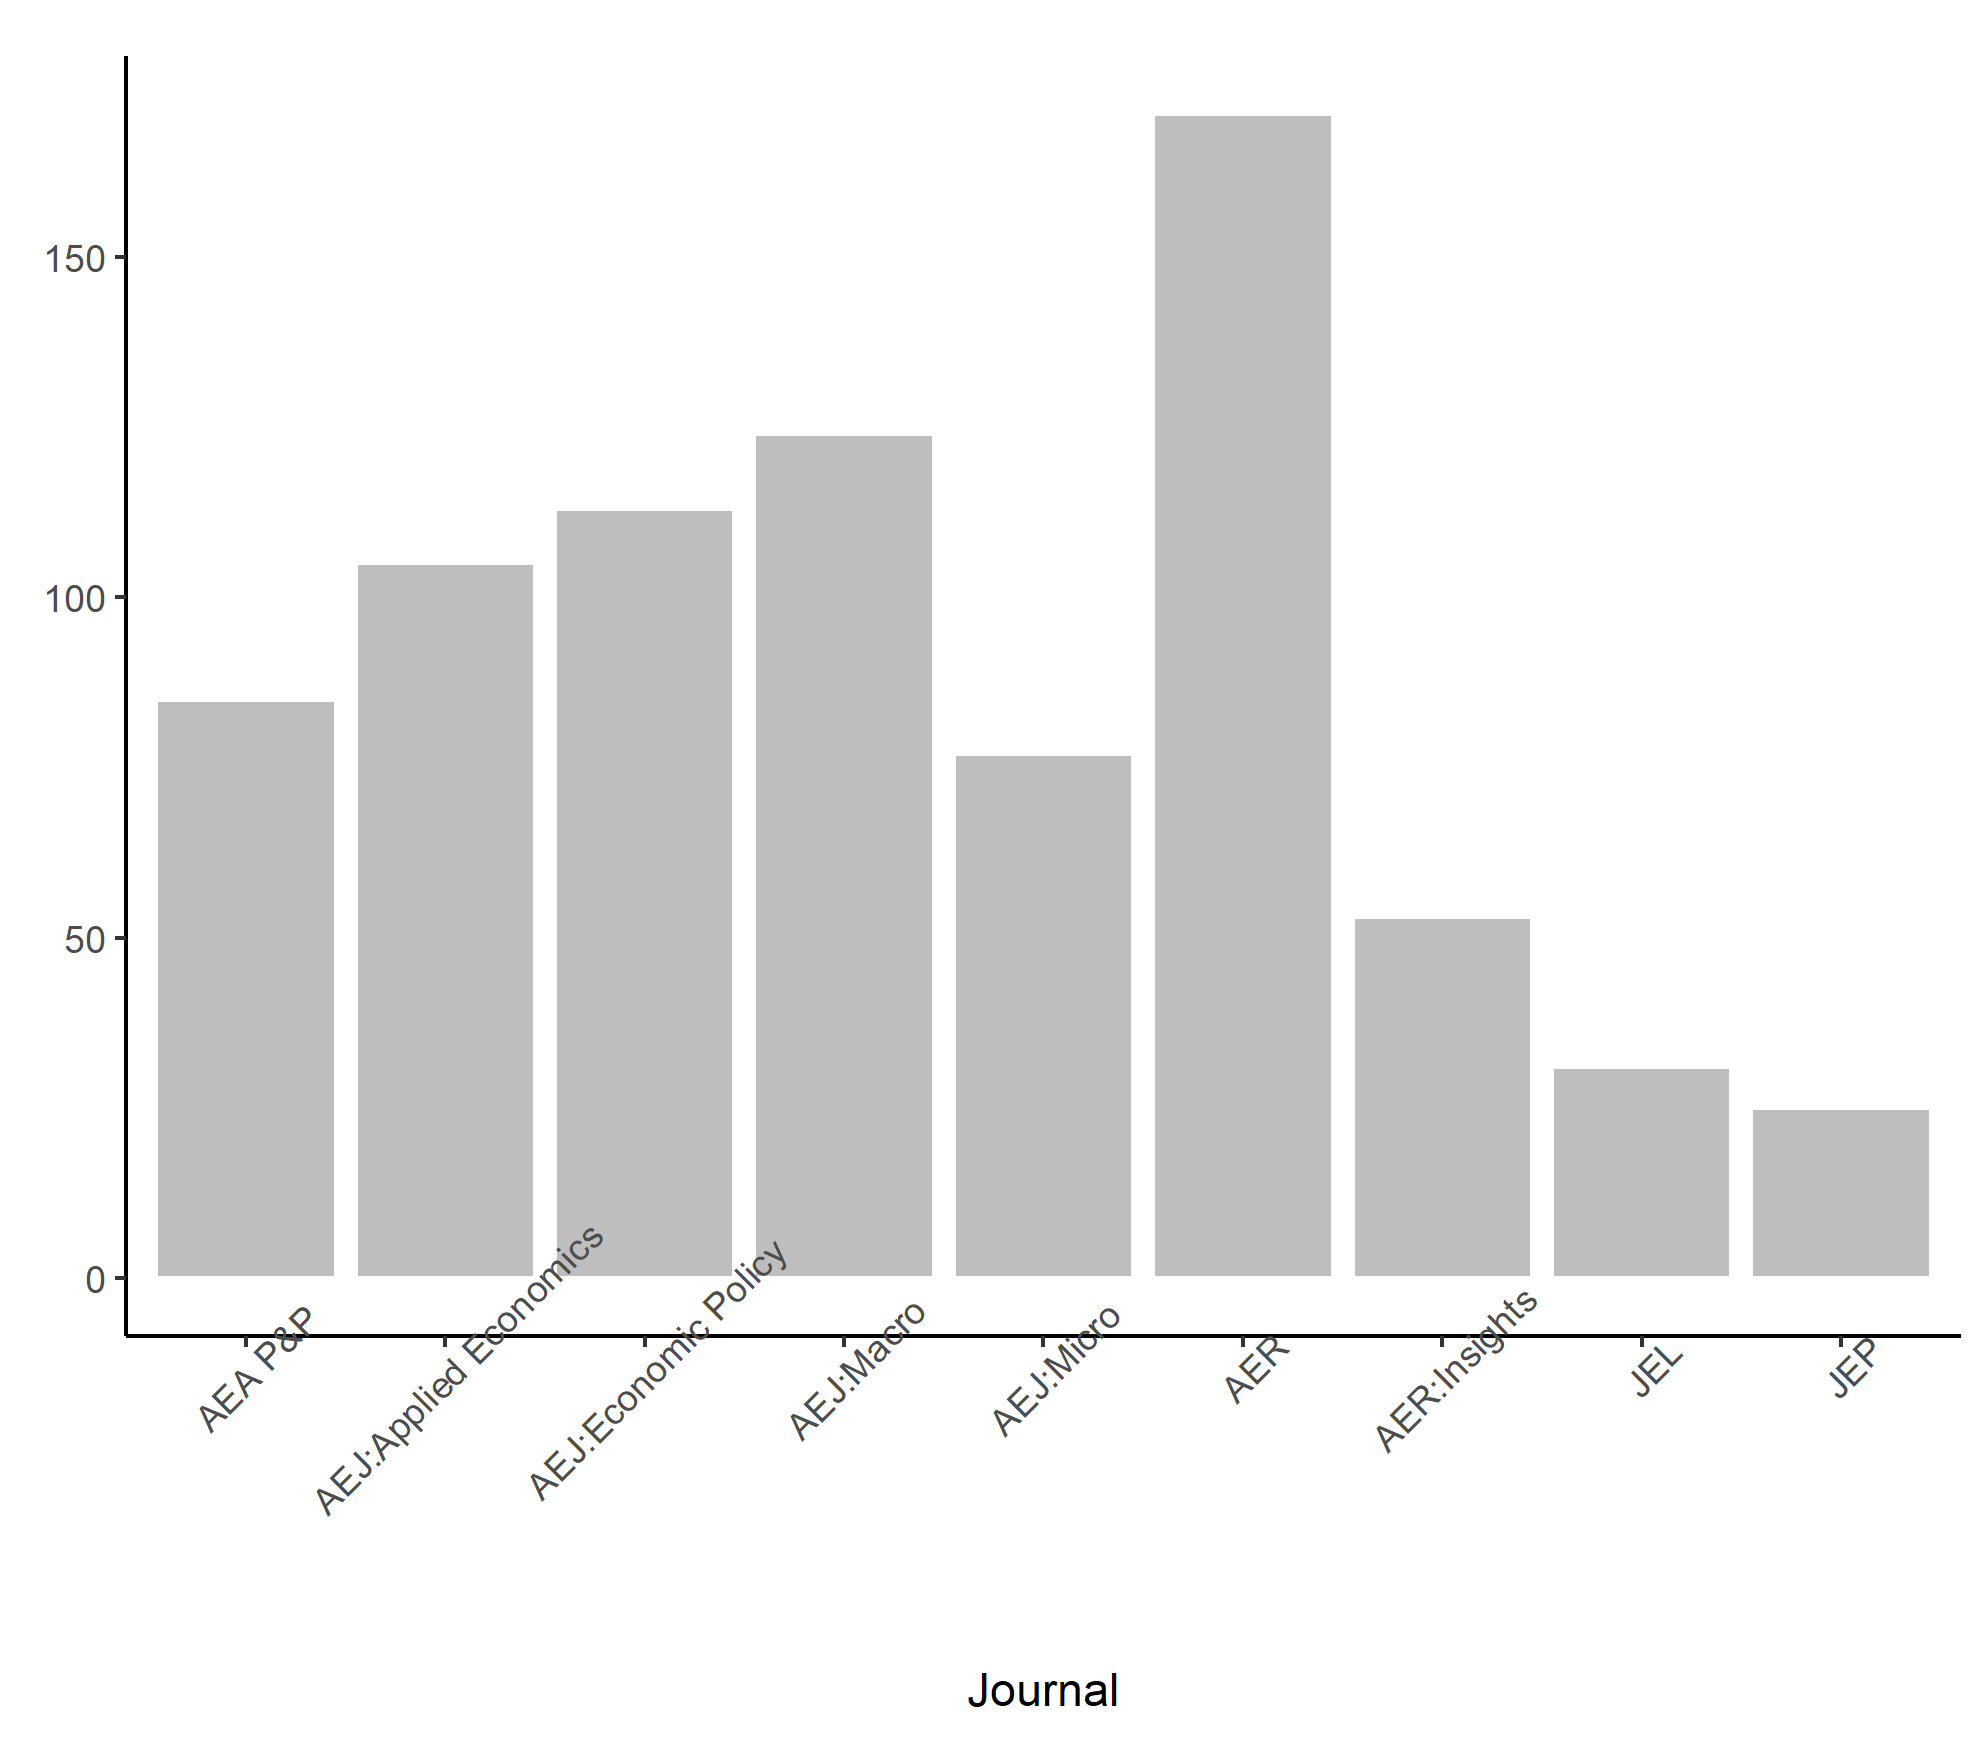 150
100
50
0
AEA P&P
AEJ:Applied Economics
AEJ:Economic Policy
AEJ:Macro
AEJ:Micro
AER
AER:Insights
JEL
JEP
Journal